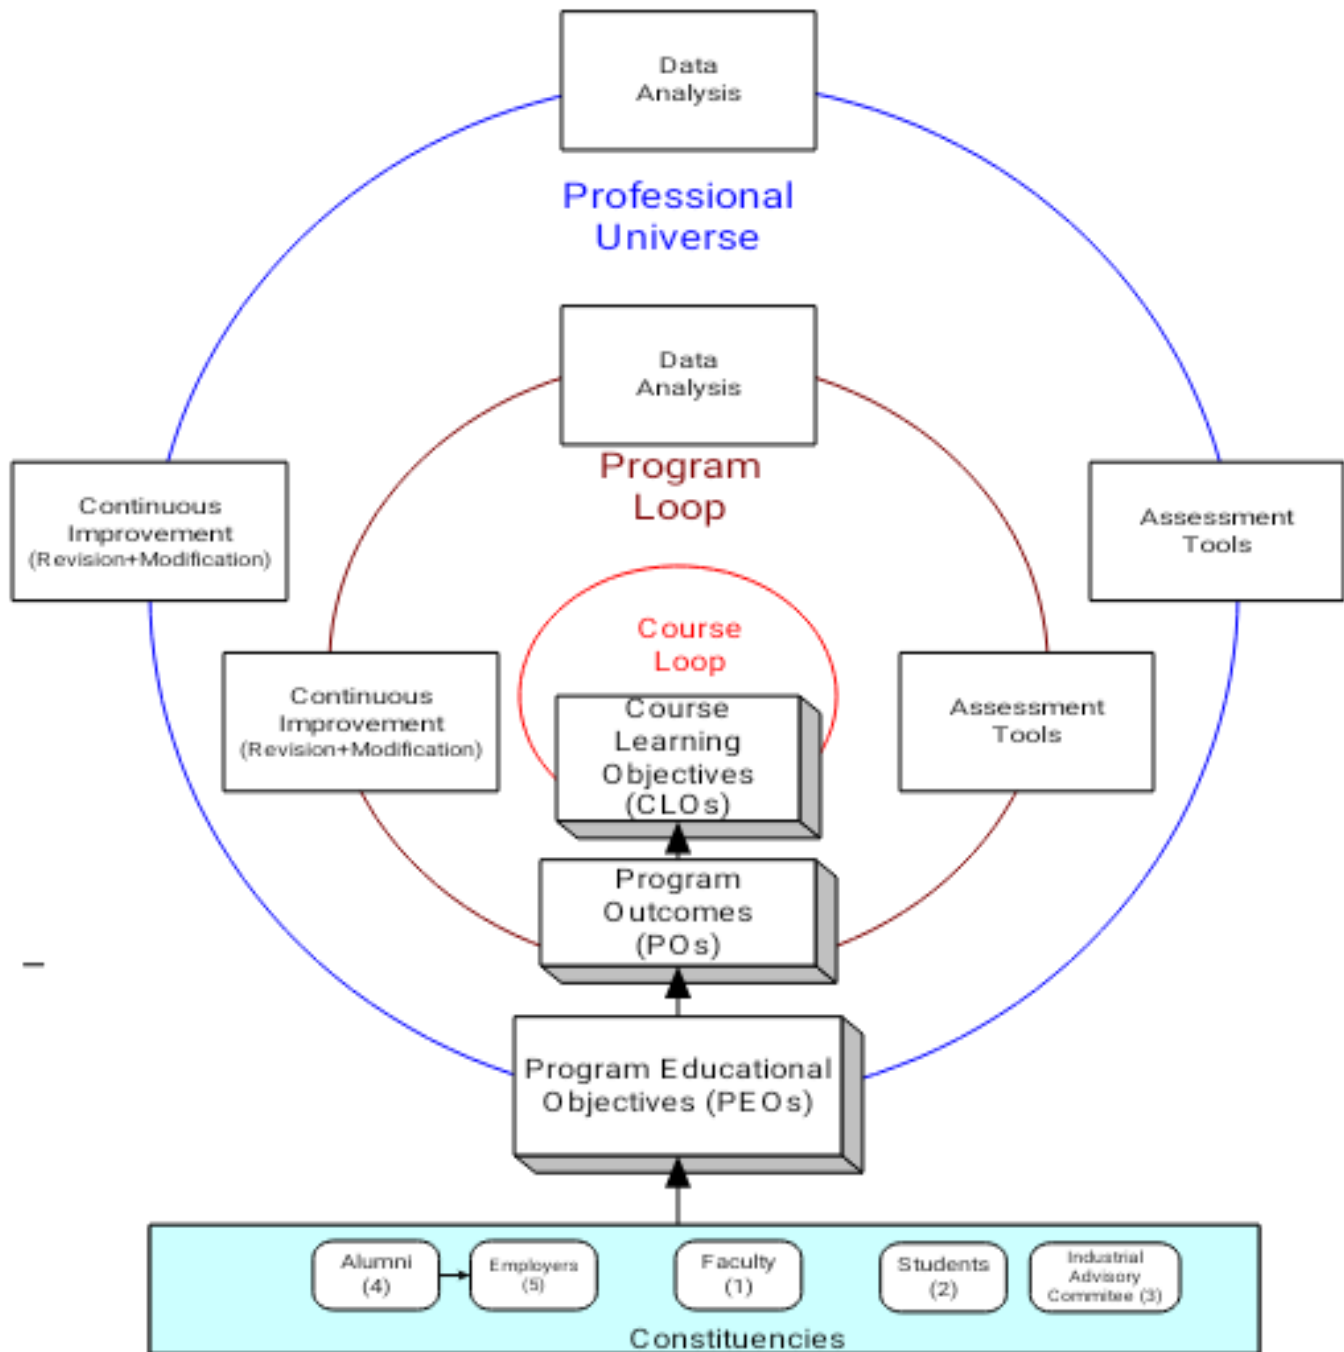 Data
Analysis
Professional
Universe
Data
Analysis
Program
Loop
Continuous
Improvement
(Revision+Modification)
Assessment
Tools
Course
Loop
Continuous
Improvement
(Revision+Modification)
Course
Learning
Objectives
(CLOs)
Assessment
Tools
Program
Outcomes
(POs)
Program Educational
Objectives (PEOs)
Alumni
(4)
Employers
(5)
Faculty
(1)
Students
(2)
Industrial
Advisory
Commitee (3)
Constituencies